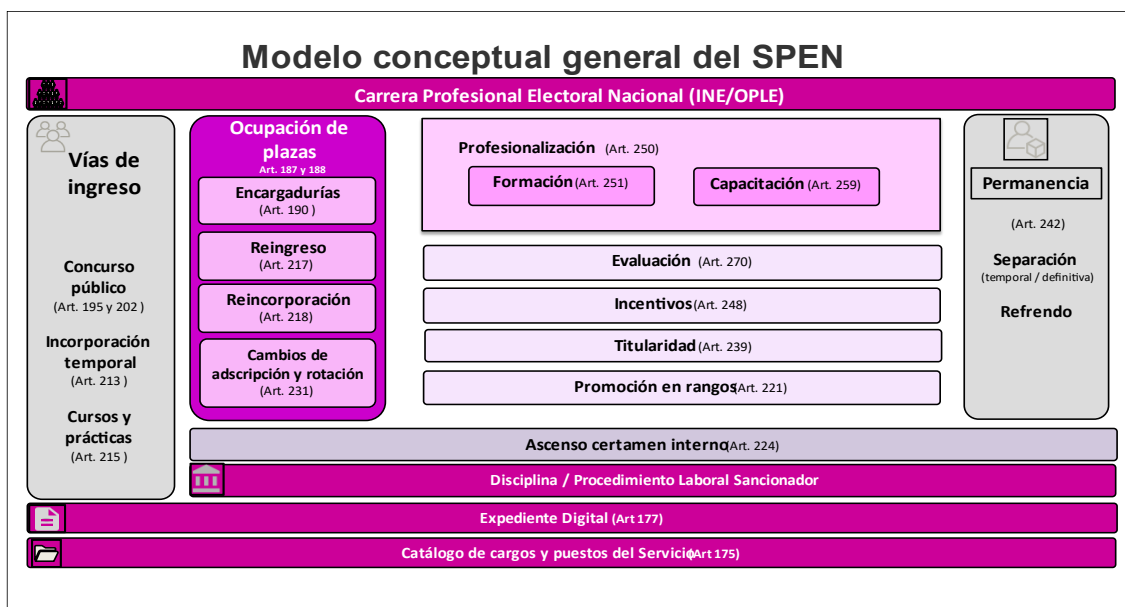 Modelo conceptual general del SPEN
Carrera Profesional Electoral Nacional (INE/OPLE)
Vías de
ingreso
Concurso
público
(Art. 195 y 202 )
Incorporación
temporal
(Art. 213 )
Cursos y
prácticas
(Art. 215 )
Ocupación de
plazas
Art. 187 y 188
Encargadurías
(Art. 190 )
Reingreso
(Art. 217)
Reincorporación
(Art. 218)
Cambios de
adscripción y rotación
(Art. 231)
Profesionalización (Art. 250)
Formación (Art. 251)
Capacitación (Art. 259)
Evaluación (Art. 270)
Incentivos (Art. 248)
Titularidad (Art. 239)
Promoción en rangos (Art. 221)
Permanencia
(Art. 242)
Separación
(temporal / definitiva)
Refrendo
Ascenso certamen interno (Art. 224)
Disciplina / Procedimiento Laboral Sancionador
Expediente Digital (Art 177)
Catálogo de cargos y puestos del Servicio (Art 175)